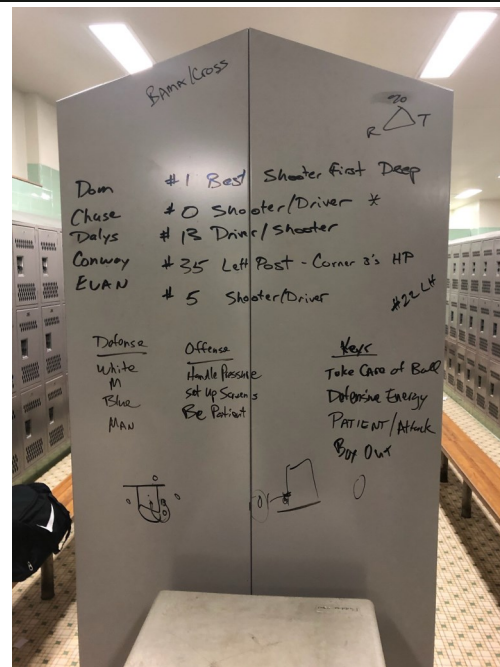 BAMA/CROSS
%
R T
Dom #1 Best Shooter first Deep
Chase #0 Shooter/Driver *
Dalys #13 Driver/Shooter
Conway #35 Left Post - Corner 3's HP
EVAN #5 Shooter/Driver
#22 LH
Defense
White
M
Blue
MAN
Offense
Handle Pressure
Set Up Screens
Be Patient
Keys
Take Care of Ball
Defensive Energy
PATIENT/Attack
Box Out